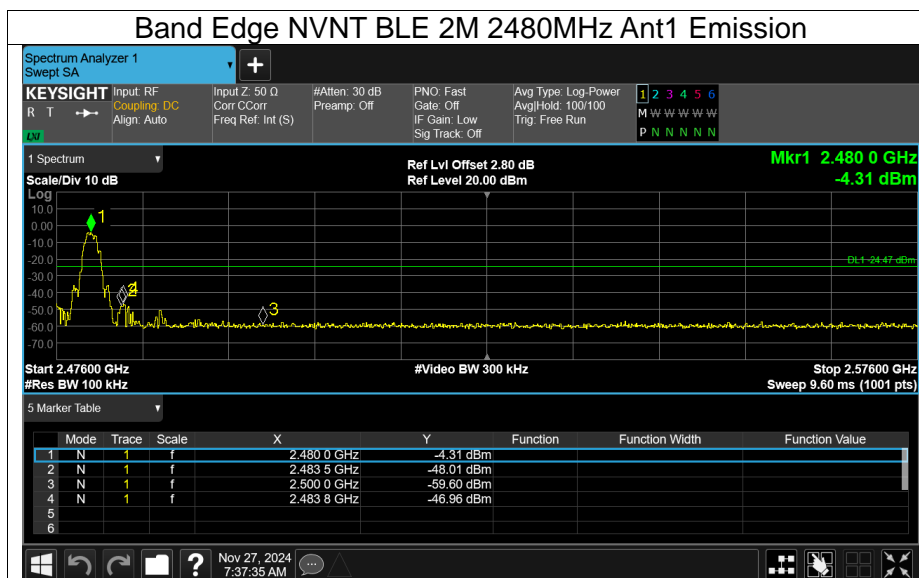 Band Edge NVNT BLE 2M 2480MHz Ant1 Emission
Spectrum Analyzer 1
Swept SA
+
KEYSIGHT Input: RF Input Z: 50 Ω #Atten: 30 dB PNO: Fast Avg Type: Log-Power 1 2 3 4 5 6
R T Coupling: DC Corr CCorr Preamp: Off Gate: Off Avg|Hold: 100/100 M W W W W W
Align: Auto Freq Ref: Int (S) IF Gain: Low Trig: Free Run
LXI Sig Track: Off P N N N N N
1 Spectrum Ref Lvl Offset 2.80 dB Mkr1 2.480 0 GHz
Scale/Div 10 dB Ref Level 20.00 dBm -4.31 dBm
Log
10.0
1
0.00
-10.0
-20.0
DL1 -24.47 dBm
-30.0
-40.0
-50.0
3
-60.0
-70.0
Start 2.47600 GHz #Video BW 300 kHz Stop 2.57600 GHz
#Res BW 100 kHz Sweep 9.60 ms (1001 pts)
5 Marker Table
Mode Trace Scale X Y Function Function Width Function Value
1 N 1 f 2.480 0 GHz -4.31 dBm
2 N 1 f 2.483 5 GHz -48.01 dBm
3 N 1 f 2.500 0 GHz -59.60 dBm
4 N 1 f 2.483 8 GHz -46.96 dBm
5
6
? Nov 27, 2024
7:37:35 AM